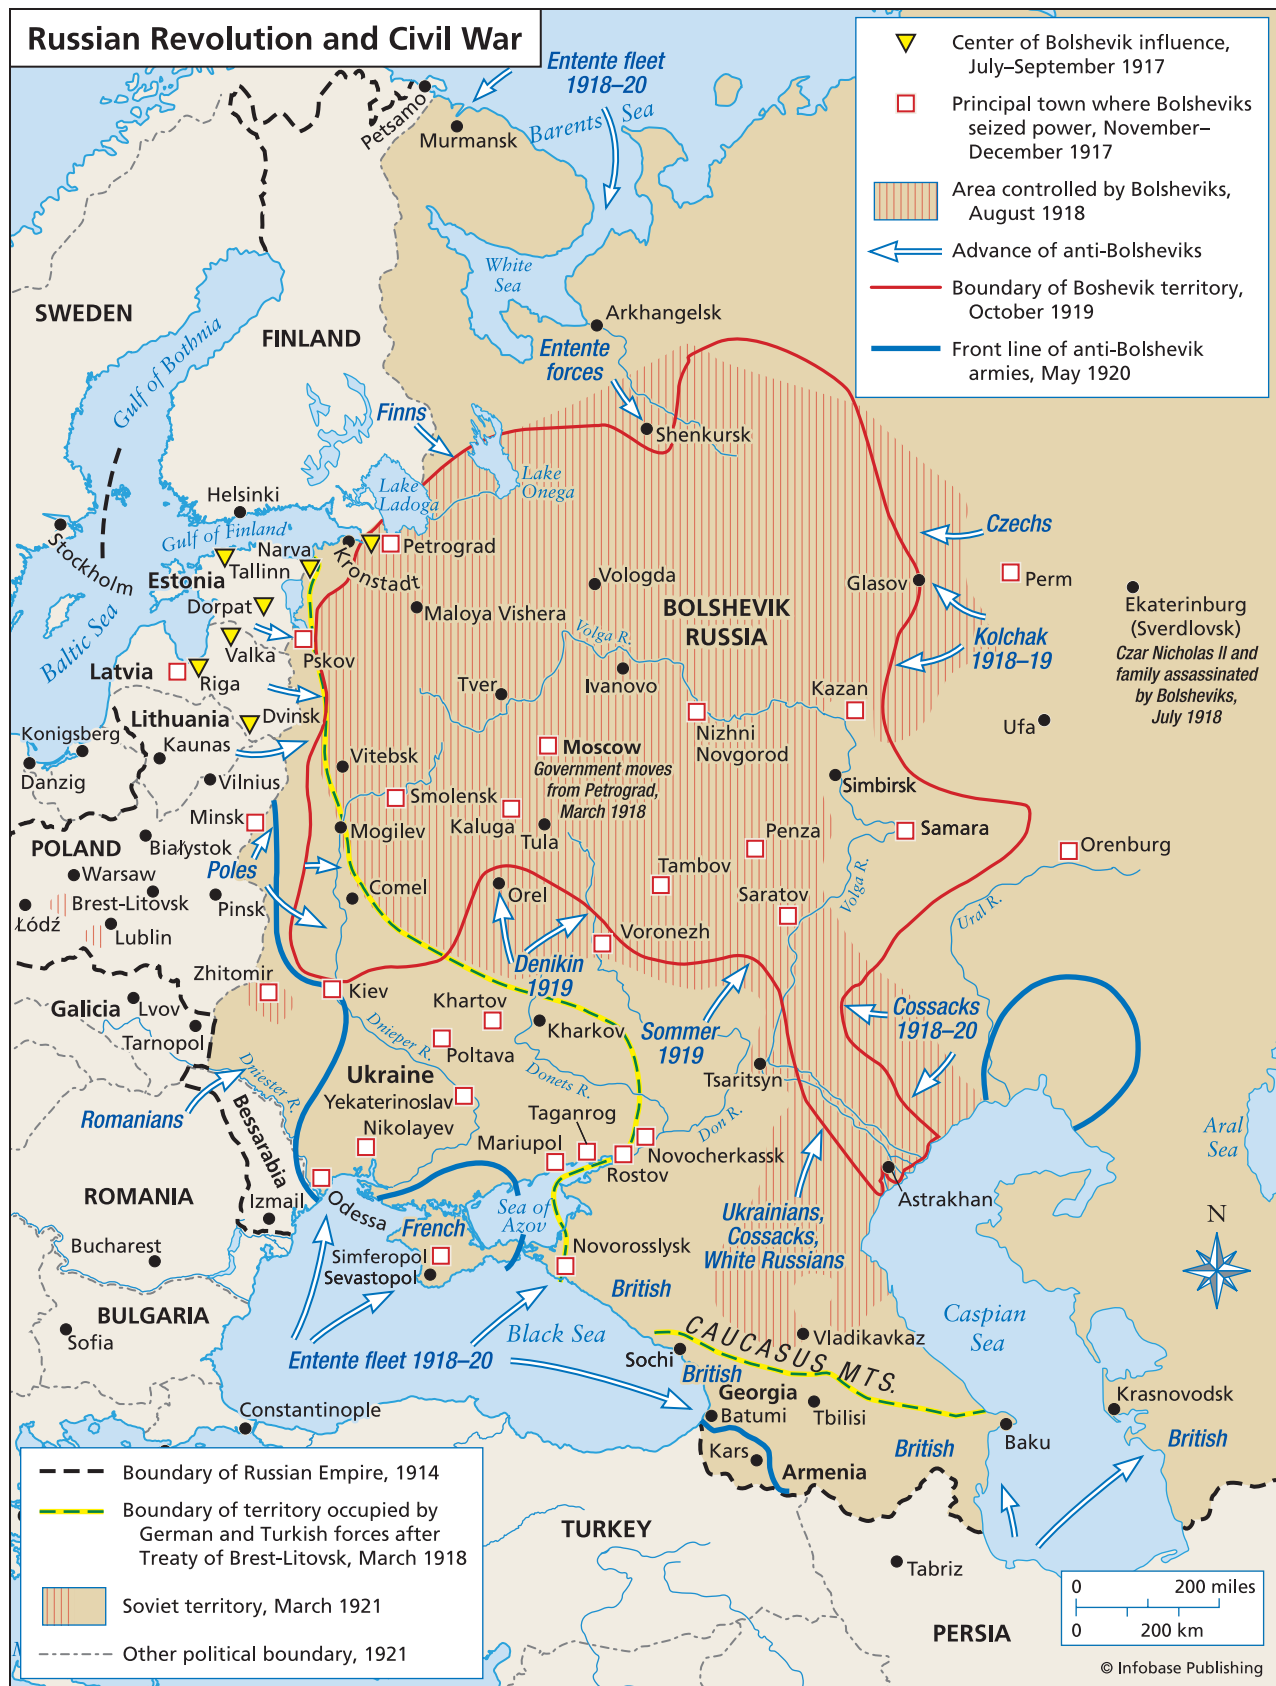 Russian Revolution and Civil War
Center of Bolshevik influence,
July–September 1917
Principal town where Bolsheviks
seized power, November–
December 1917
Area controlled by Bolsheviks,
August 1918
Advance of anti-Bolsheviks
Boundary of Boshevik territory,
October 1919
Front line of anti-Bolshevik
armies, May 1920
Entente fleet
1918–20
Barents Sea
Petsamo
Murmansk
White
Sea
SWEDEN
FINLAND
Gulf of Bothnia
Arkhangelsk
Entente
forces
Finns
Shenkursk
Lake
Onega
Lake
Ladoga
Helsinki
Gulf of Finland
Stockholm
Narva
Kronstadt
Petrograd
Tallinn
Estonia
Czechs
Vologda
Glasov
Perm
Ekaterinburg
(Sverdlovsk)
Czar Nicholas II and
family assassinated
by Bolsheviks,
July 1918
Baltic Sea
Dorpat
Maloya Vishera
BOLSHEVIK
RUSSIA
Volga R.
Kolchak
1918–19
Valka
Pskov
Latvia
Riga
Tver
Ivanovo
Kazan
Lithuania
Dvinsk
Nizhni
Novgorod
Ufa
Konigsberg
Kaunas
Moscow
Government moves
from Petrograd,
March 1918
Vitebsk
Danzig
Vilnius
Simbirsk
Smolensk
Minsk
Kaluga
Mogilev
Tula
Penza
Samara
Orenburg
POLAND
Białystok
Poles
Tambov
Warsaw
Comel
Orel
Saratov
Volga R.
Brest-Litovsk
Pinsk
Ural R.
Łódź
Lublin
Voronezh
Denikin
1919
Zhitomir
Kiev
Khartov
Galicia
Lvov
Kharkov
Sommer
1919
Cossacks
1918–20
Tarnopol
Dnieper R.
Poltava
Dniester R.
Ukraine
Donets R.
Tsaritsyn
Yekaterinoslav
Romanians
Bessarabia
Taganrog
Don R.
Nikolayev
Mariupol
Novocherkassk
Rostov
Aral
Sea
Astrakhan
ROMANIA
Izmail
Odessa
Sea of
Azov
French
Ukrainians,
Cossacks,
White Russians
N
Bucharest
Simferopol
Novorosslysk
Sevastopol
British
BULGARIA
Black Sea
Caspian
Sea
Sofia
CAUCASUS MTS.
Vladikavkaz
Entente fleet 1918–20
Sochi
British
Georgia
Krasnovodsk
Constantinople
Batumi
Tbilisi
British
Baku
British
Kars
Armenia
TURKEY
Tabriz
PERSIA
Boundary of Russian Empire, 1914
Boundary of territory occupied by
German and Turkish forces after
Treaty of Brest-Litovsk, March 1918
Soviet territory, March 1921
Other political boundary, 1921
0 200 miles
0 200 km
© Infobase Publishing